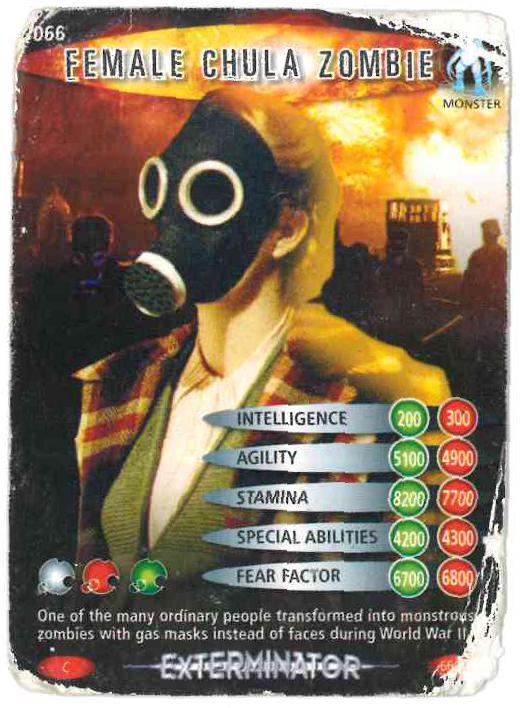 066
FEMALE CHULA ZOMBIE
MONSTER
INTELLIGENCE 200 300
AGILITY 5100 4900
STAMINA 8200 7700
SPECIAL ABILITIES 4200 4300
FEAR FACTOR 6700 6800
One of the many ordinary people transformed into monstrous
zombies with gas masks instead of faces during World War II
C EXTERMINATOR